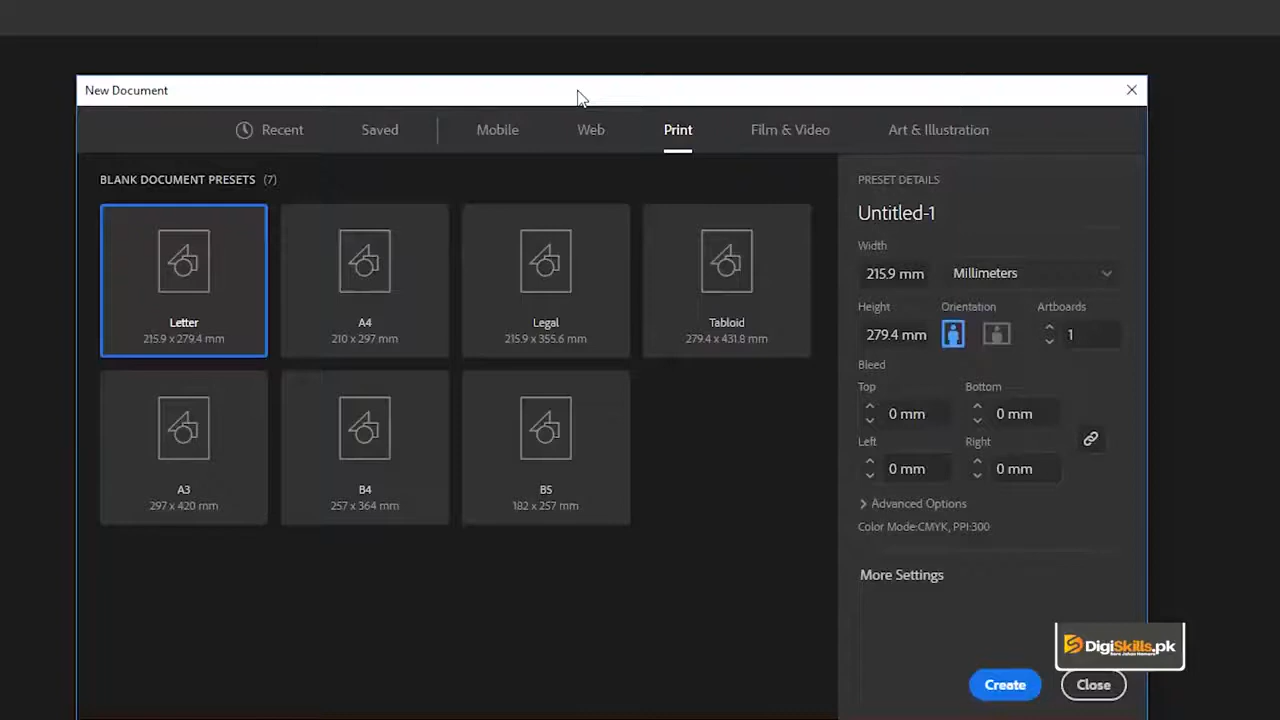 New Document
Recent Saved Mobile Web Print Film & Video Art & Illustration
BLANK DOCUMENT PRESETS (7)
Letter
215.9 x 279.4 mm
A4
210 x 297 mm
Legal
215.9 x 355.6 mm
Tabloid
279.4 x 431.8 mm
A3
297 x 420 mm
B4
257 x 364 mm
B5
182 x 257 mm
PRESET DETAILS
Untitled-1
Width
215.9 mm Millimeters
Height Orientation Artboards
279.4 mm 1
Bleed
Top Bottom
0 mm 0 mm
Left Right
0 mm 0 mm
Advanced Options
Color Mode:CMYK, PPI:300
More Settings
DigiSkills.pk
Create Close